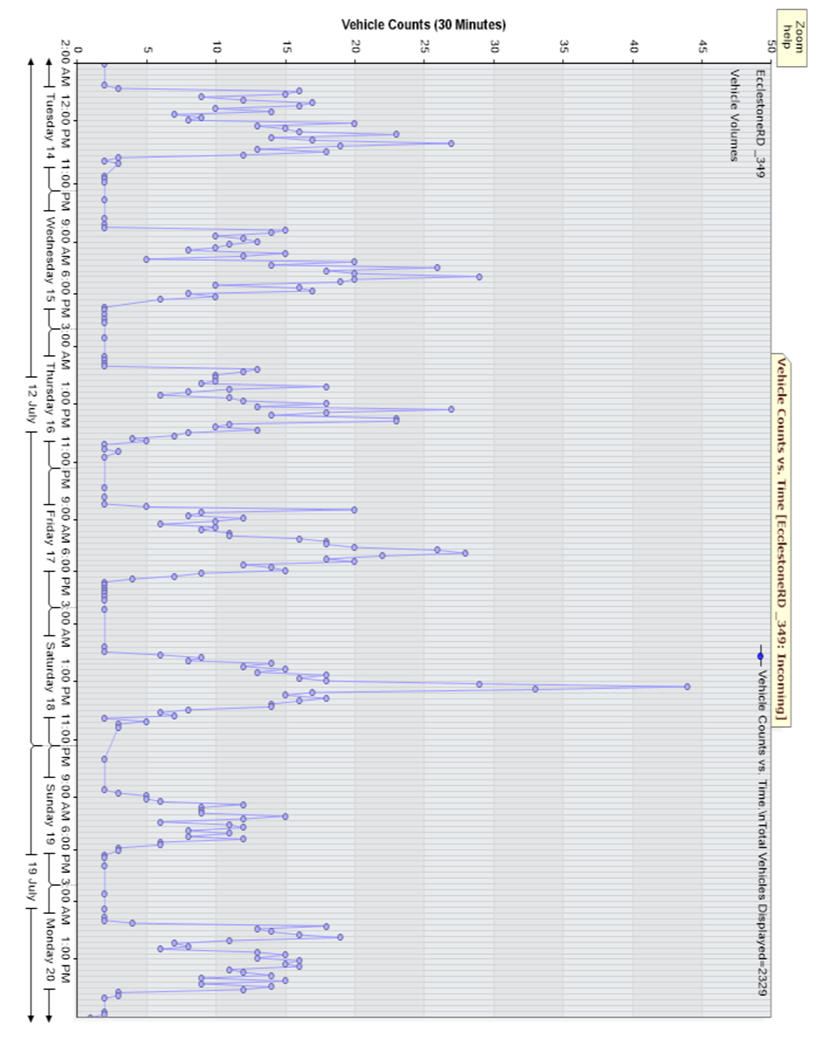 Vehicle Counts vs. Time [EcclestoneRD _349: Incoming]
Zoom
help
EcclestoneRD _349
Vehicle Volumes
Vehicle Counts vs. Time.\nTotal Vehicles Displayed=2329
Vehicle Counts (30 Minutes)
50
45
40
35
30
25
20
15
10
5
0
2:00 AM 12:00 PM 11:00 PM 9:00 AM 6:00 PM 3:00 AM 1:00 PM 11:00 PM 9:00 AM 6:00 PM 3:00 AM 1:00 PM 11:00 PM 9:00 AM 6:00 PM 3:00 AM 1:00 PM
Tuesday 14 Wednesday 15 Thursday 16 Friday 17 Saturday 18 Sunday 19 Monday 20
12 July 19 July